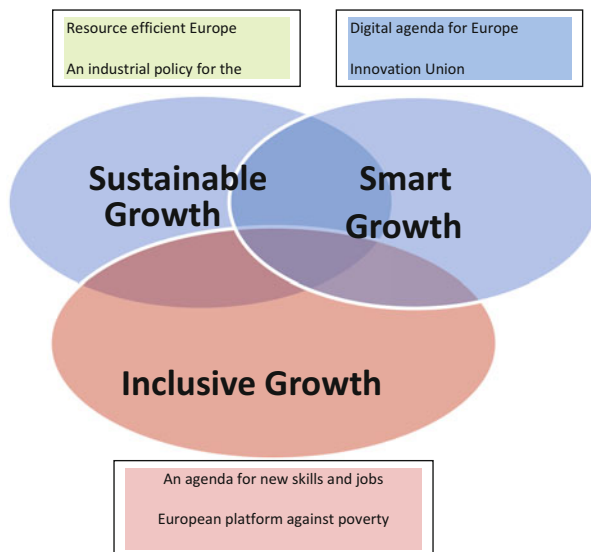 Resource efficient Europe
An industrial policy for the
Digital agenda for Europe
Innovation Union
Sustainable
Growth
Smart
Growth
Inclusive Growth
An agenda for new skills and jobs
European platform against poverty